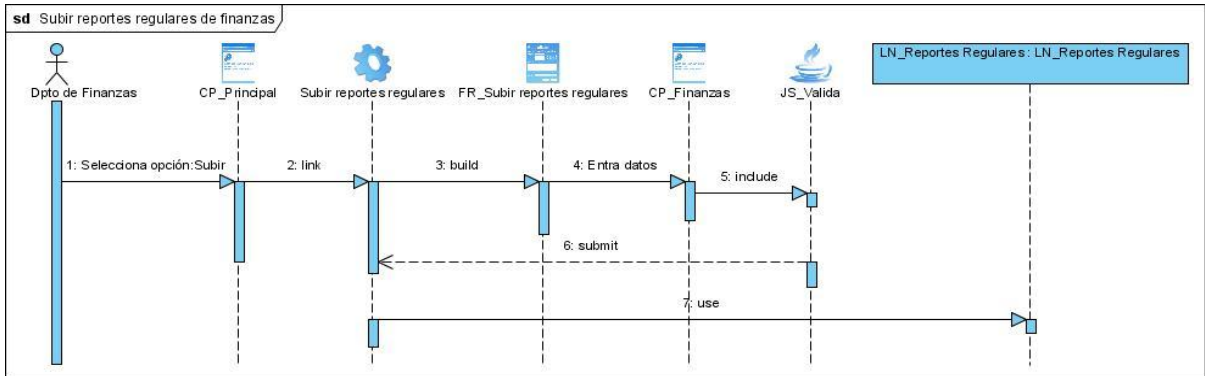 sd Subir reportes regulares de finanzas
LN_Reportes Regulares : LN_Reportes Regulares
Dpto de Finanzas
CP_Principal
Subir reportes regulares
FR_Subir reportes regulares
CP_Finanzas
JS_Valida
1: Selecciona opción:Subir
2: link
3: build
4: Entra datos
5: include
6: submit
7: use